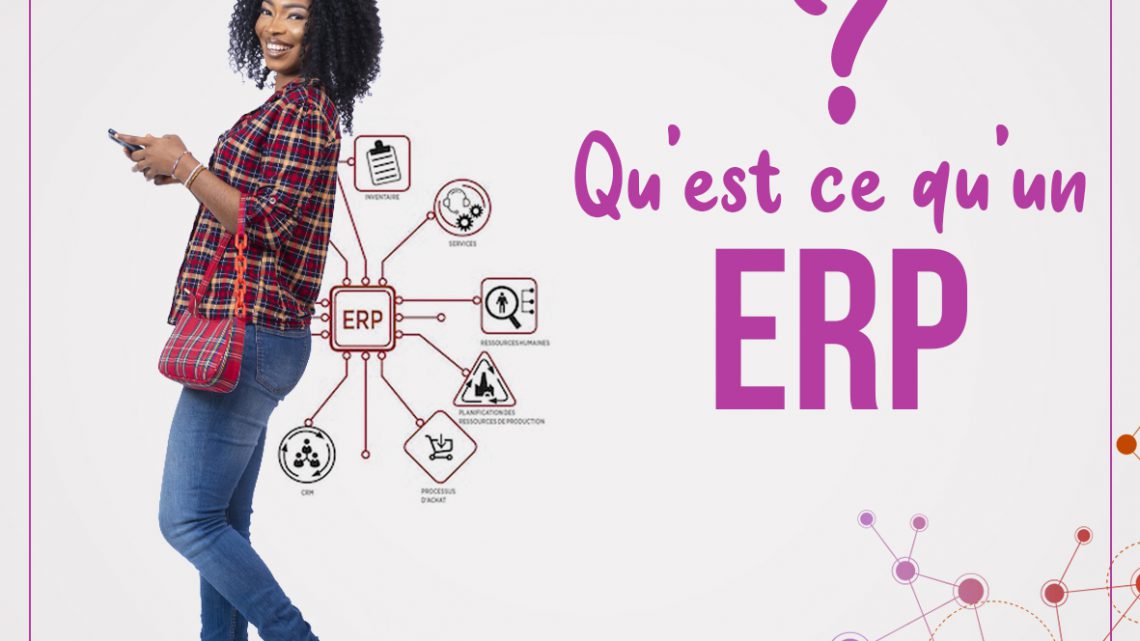 ?
Qu'est ce qu'un
ERP
INVENTAIRE
SERVICES
ERP
RESSOURCES HUMAINES
PLANIFICATION DES
RESSOURCES DE PRODUCTION
PROCESSUS
D'ACHAT
CRM